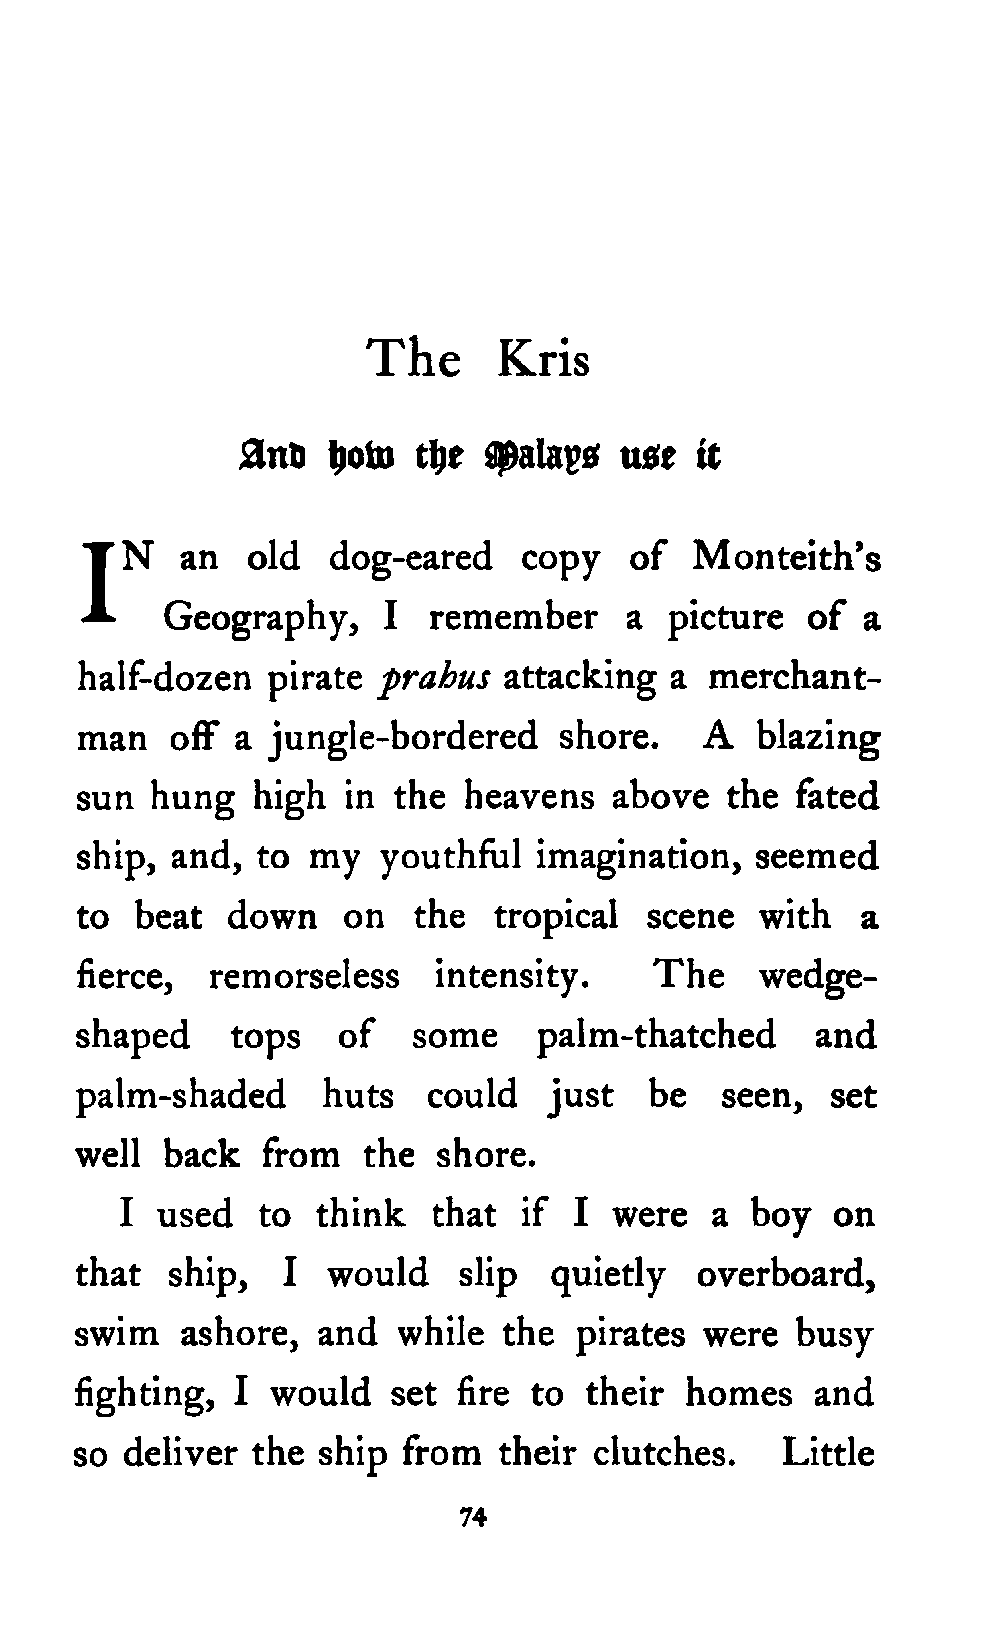 The Kris
And how the Malays use it
IN an old dog-eared copy of Monteith's
Geography, I remember a picture of a
half-dozen pirate prahus attacking a merchant-
man off a jungle-bordered shore. A blazing
sun hung high in the heavens above the fated
ship, and, to my youthful imagination, seemed
to beat down on the tropical scene with a
fierce, remorseless intensity. The wedge-
shaped tops of some palm-thatched and
palm-shaded huts could just be seen, set
well back from the shore.
I used to think that if I were a boy on
that ship, I would slip quietly overboard,
swim ashore, and while the pirates were busy
fighting, I would set fire to their homes and
so deliver the ship from their clutches. Little
74